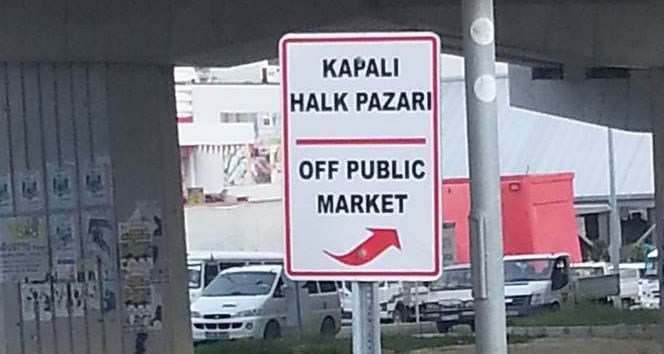 KAPALI
HALK PAZARI
OFF PUBLIC
MARKET